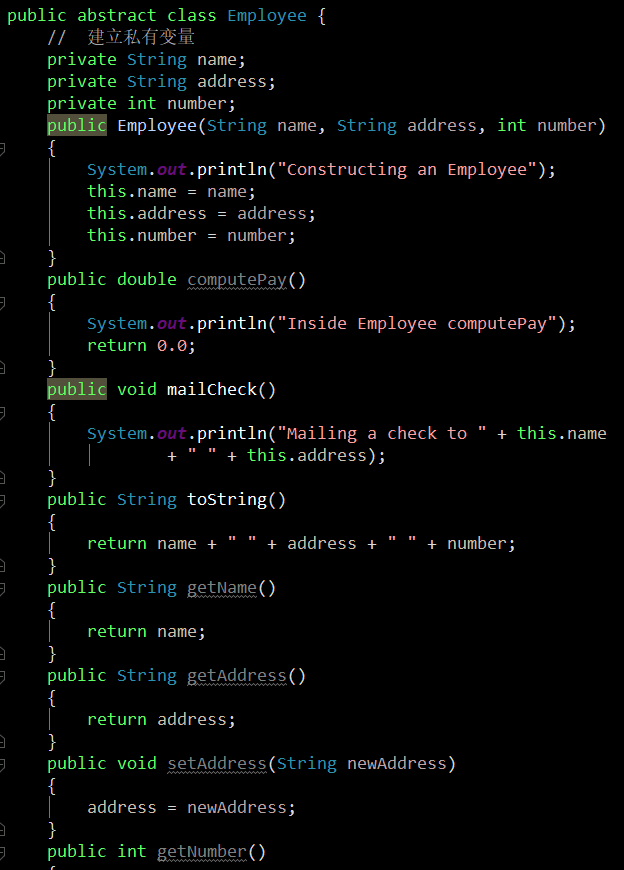 public abstract class Employee {
//  建立私有变量
private String name;
private String address;
private int number;
public Employee(String name, String address, int number)
{
System.out.println("Constructing an Employee");
this.name = name;
this.address = address;
this.number = number;
}
public double computePay()
{
System.out.println("Inside Employee computePay");
return 0.0;
}
public void mailCheck()
{
System.out.println("Mailing a check to " + this.name
+ " " + this.address);
}
public String toString()
{
return name + " " + address + " " + number;
}
public String getName()
{
return name;
}
public String getAddress()
{
return address;
}
public void setAddress(String newAddress)
{
address = newAddress;
}
public int getNumber()
{